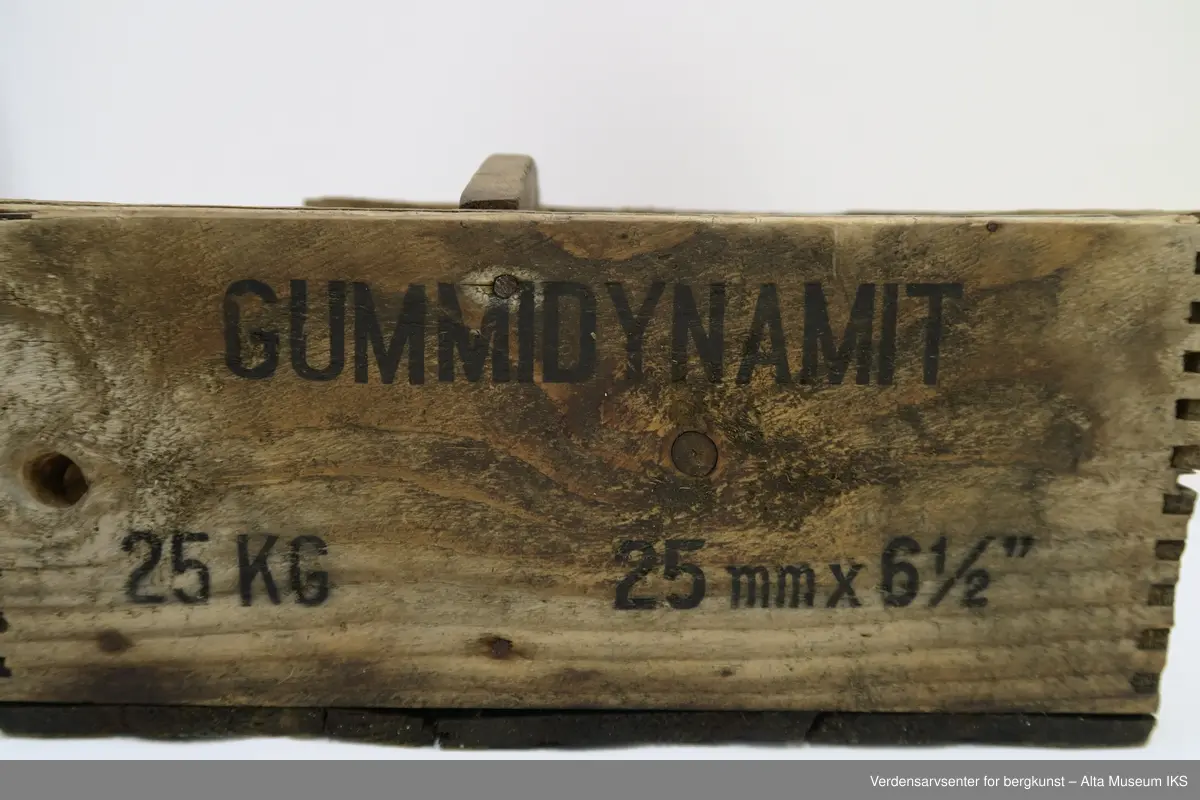 GUMMIDYNAMIT
25 KG 25 mm x 6½"
Verdensarvsenter for bergkunst – Alta Museum IKS